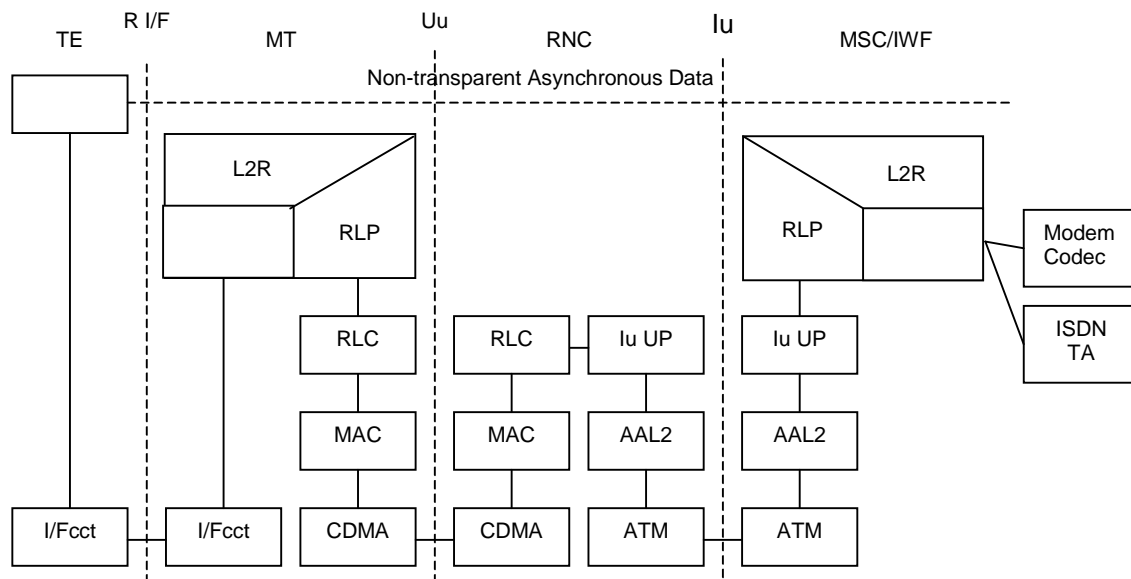 R I/F
Uu
Iu
TE
MT
RNC
MSC/IWF
Non-transparent Asynchronous Data
L2R
L2R
RLP
RLP
Modem
Codec
RLC
RLC
Iu UP
Iu UP
ISDN
TA
MAC
MAC
AAL2
AAL2
I/Fcct
I/Fcct
CDMA
CDMA
ATM
ATM